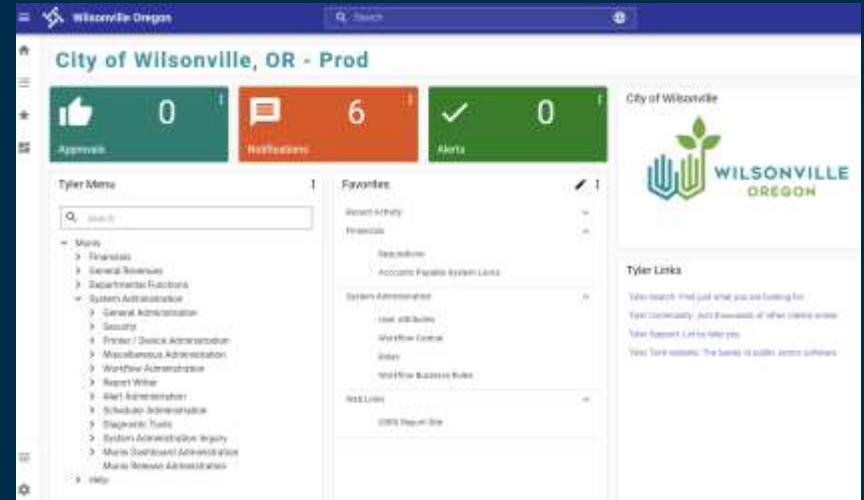 Wilsonville Oregon
Search
City of Wilsonville, OR - Prod
0
Approvals
6
Notifications
0
Alerts
City of Wilsonville
WILSONVILLE
OREGON
Tyler Menu
Search
Munis
Financials
General Revenues
Departmental Functions
System Administration
General Administration
Security
Printer / Device Administration
Miscellaneous Administration
Workflow Administration
Report Writer
Alert Administration
Scheduler Administration
Diagnostic Tools
System Administration Inquiry
Munis Dashboard Administration
Munis Release Administration
Help
Favorites
Recent Activity
Financials
Requisitions
Accounts Payable System Locks
System Administration
User Attributes
Workflow Control
Roles
Workflow Business Rules
Web Links
Report Site
Tyler Links
Tyler Search: Find just what you are looking for
Tyler Community: Join thousands of other clients online
Tyler Support: Let us help you
Tyler Tech website: The leader in public sector software